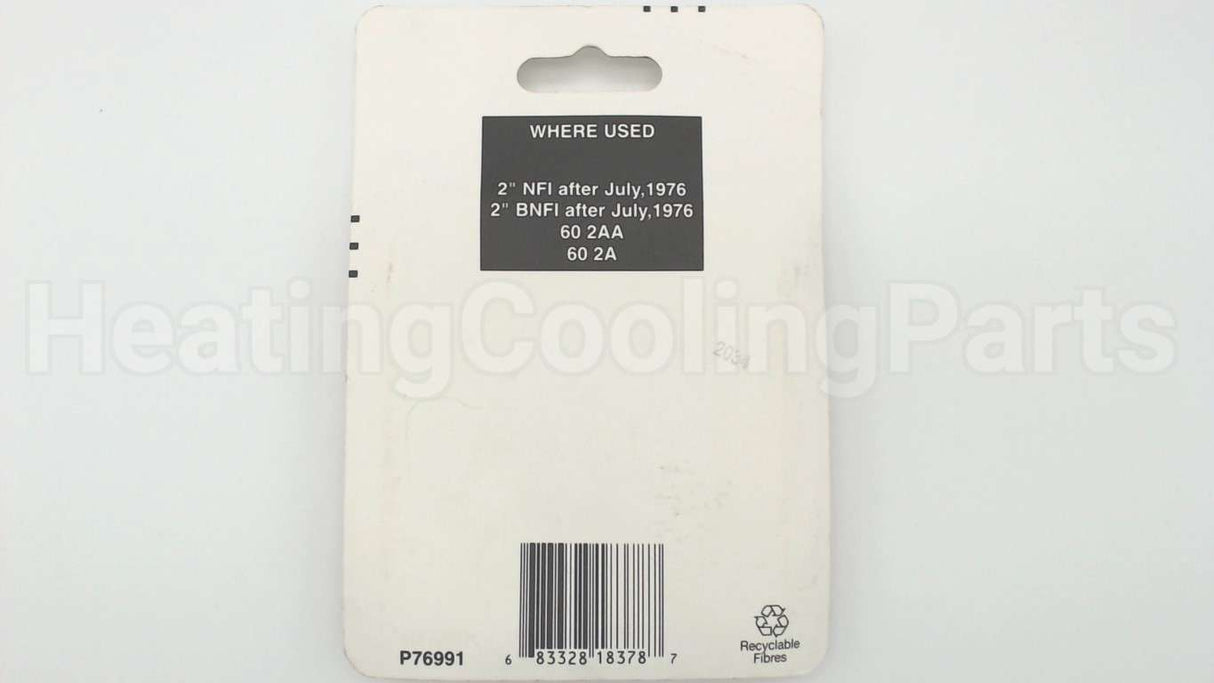 WHERE USED
2" NFI after July,1976
2" BNFI after July,1976
60 2AA
60 2A
HeatingCoolingParts
P76991
6 83328 18378 7
Recyclable
Fibres